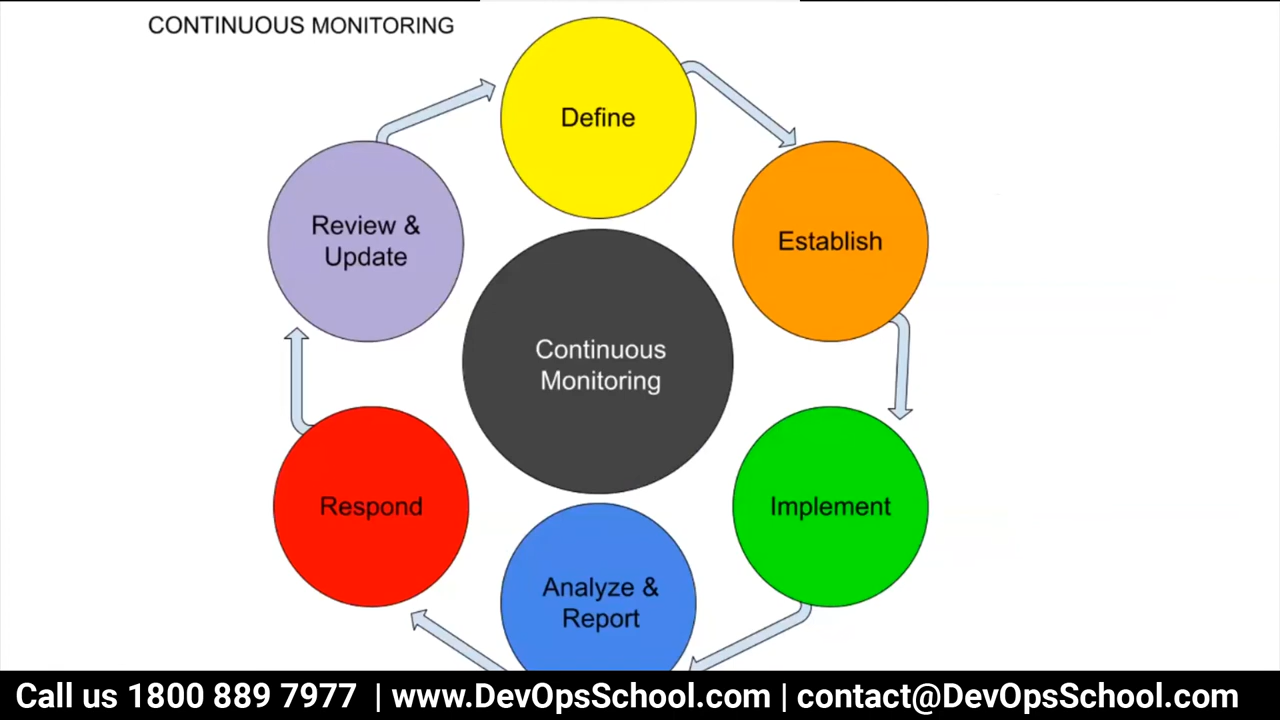 CONTINUOUS MONITORING
Define
Establish
Implement
Analyze &
Report
Respond
Review &
Update
Continuous
Monitoring
Call us 1800 889 7977 | www.DevOpsSchool.com | contact@DevOpsSchool.com